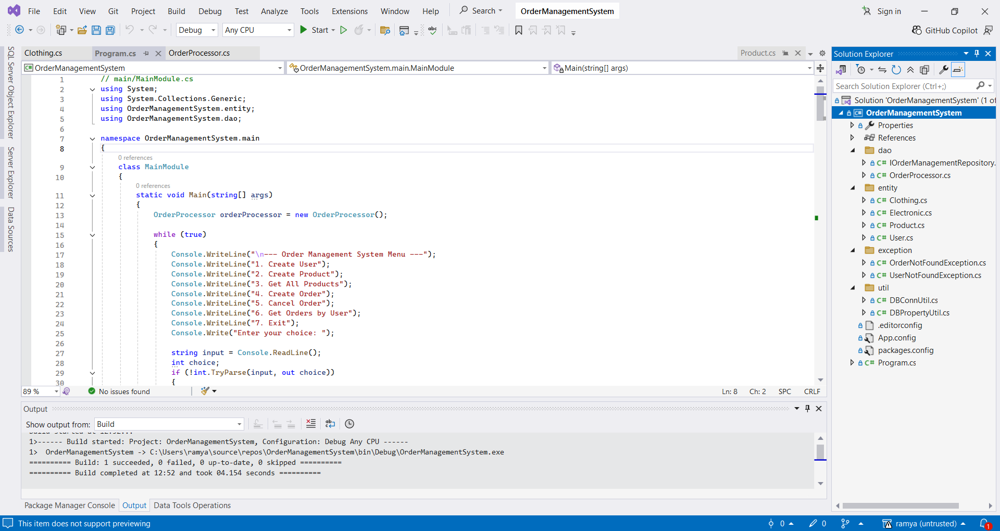 File Edit View Git Project Build Debug Test Analyze Tools Extensions Window Help Search OrderManagementSystem Sign in
Debug Any CPU Start GitHub Copilot
SQL Server Object Explorer
Server Explorer
Data Sources
Clothing.cs Program.cs OrderProcessor.cs Product.cs
OrderManagementSystem OrderManagementSystem.main.MainModule Main(string[] args)
1 // main/MainModule.cs
2 using System;
3 using System.Collections.Generic;
4 using OrderManagementSystem.entity;
5 using OrderManagementSystem.dao;
6
7 namespace OrderManagementSystem.main
8 {
0 references
9 class MainModule
10 {
0 references
11 static void Main(string[] args)
12 {
13 OrderProcessor orderProcessor = new OrderProcessor();
14
15 while (true)
16 {
17 Console.WriteLine("\n--- Order Management System Menu ---");
18 Console.WriteLine("1. Create User");
19 Console.WriteLine("2. Create Product");
20 Console.WriteLine("3. Get All Products");
21 Console.WriteLine("4. Create Order");
22 Console.WriteLine("5. Cancel Order");
23 Console.WriteLine("6. Get Orders by User");
24 Console.WriteLine("7. Exit");
25 Console.Write("Enter your choice: ");
26
27 string input = Console.ReadLine();
28 int choice;
29 if (!int.TryParse(input, out choice))
30 {
89 % No issues found Ln: 8 Ch: 2 SPC CRLF
Output
Show output from: Build
1>------ Build started: Project: OrderManagementSystem, Configuration: Debug Any CPU ------
1> OrderManagementSystem -> C:\Users\ramya\source\repos\OrderManagementSystem\bin\Debug\OrderManagementSystem.exe
========== Build: 1 succeeded, 0 failed, 0 up-to-date, 0 skipped ==========
========== Build completed at 12:52 and took 04.154 seconds ==========
Package Manager Console Output Data Tools Operations
Solution Explorer
Search Solution Explorer (Ctrl+;)
Solution 'OrderManagementSystem' (1 of
OrderManagementSystem
Properties
References
dao
IOrderManagementRepository.
OrderProcessor.cs
entity
Clothing.cs
Electronic.cs
Product.cs
User.cs
exception
OrderNotFoundException.cs
UserNotFoundException.cs
util
DBConnUtil.cs
DBPropertyUtil.cs
.editorconfig
App.config
packages.config
Program.cs
This item does not support previewing 0 0 ramya (untrusted) 1